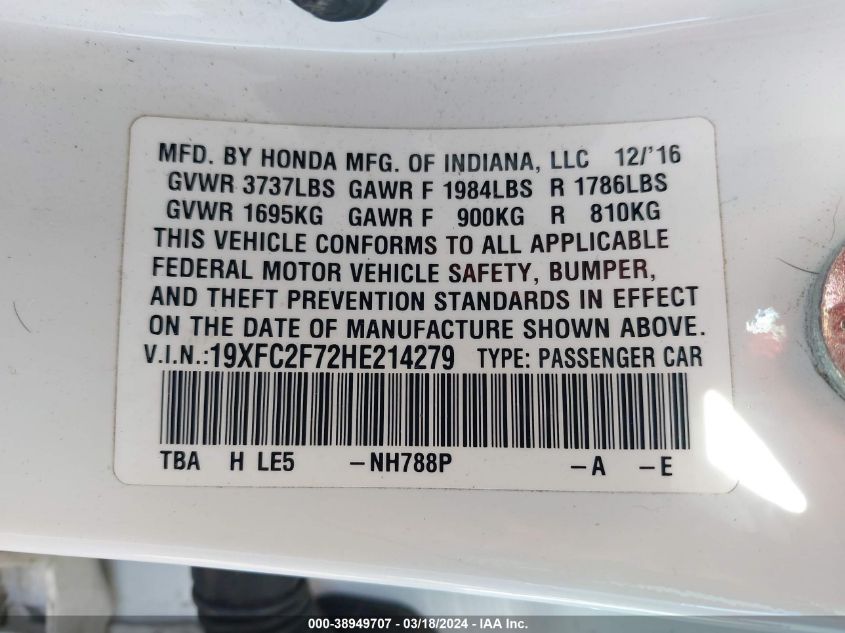 MFD. BY HONDA MFG. OF INDIANA, LLC 12/'16
GVWR 3737LBS GAWR F 1984LBS R 1786LBS
GVWR 1695KG GAWR F 900KG R 810KG
THIS VEHICLE CONFORMS TO ALL APPLICABLE
FEDERAL MOTOR VEHICLE SAFETY, BUMPER,
AND THEFT PREVENTION STANDARDS IN EFFECT
ON THE DATE OF MANUFACTURE SHOWN ABOVE.
V.I.N.:19XFC2F72HE214279 TYPE: PASSENGER CAR
TBA H LE5 -NH788P -A -E
000-38949707 - 03/18/2024 - IAA Inc.